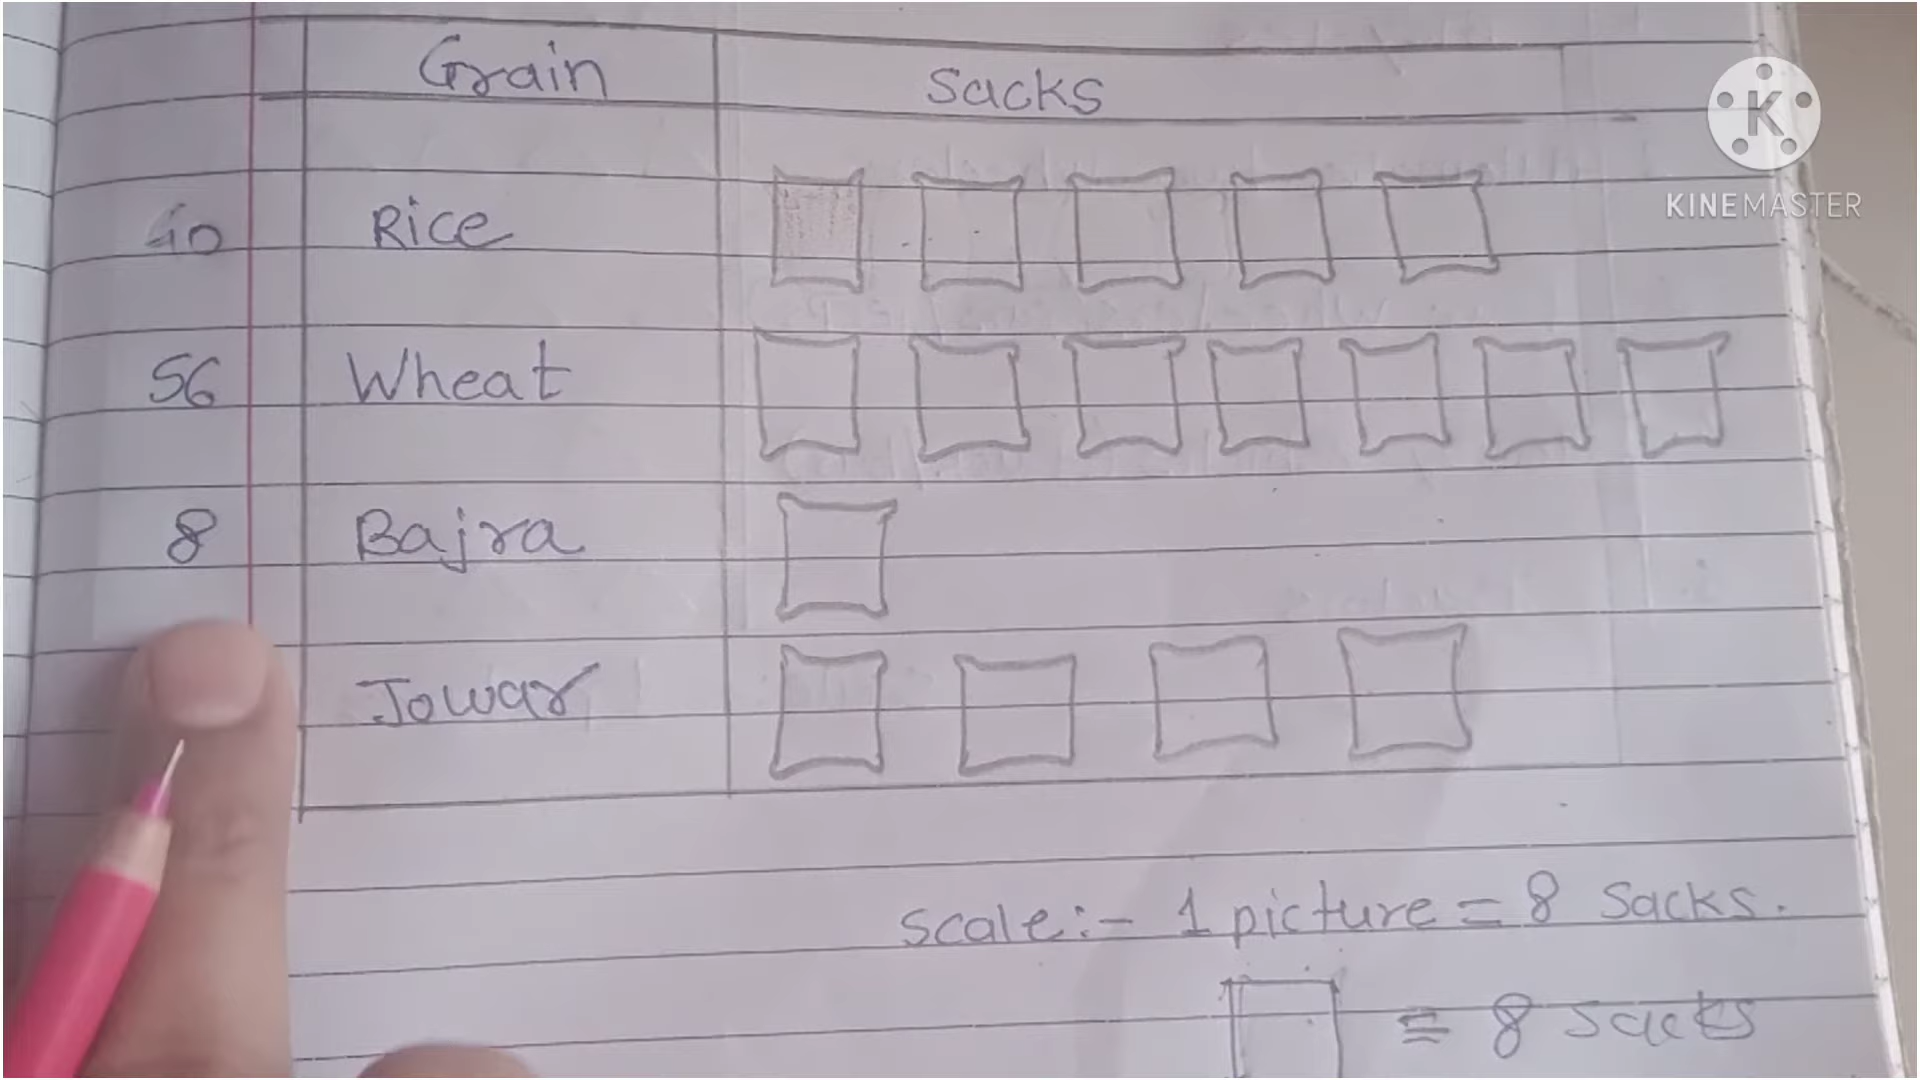 Grain Sacks
40 Rice
56 Wheat
8 Bajra
Jowar
Scale:- 1 picture = 8 Sacks.
= 8 Sacks
K
KINEMASTER